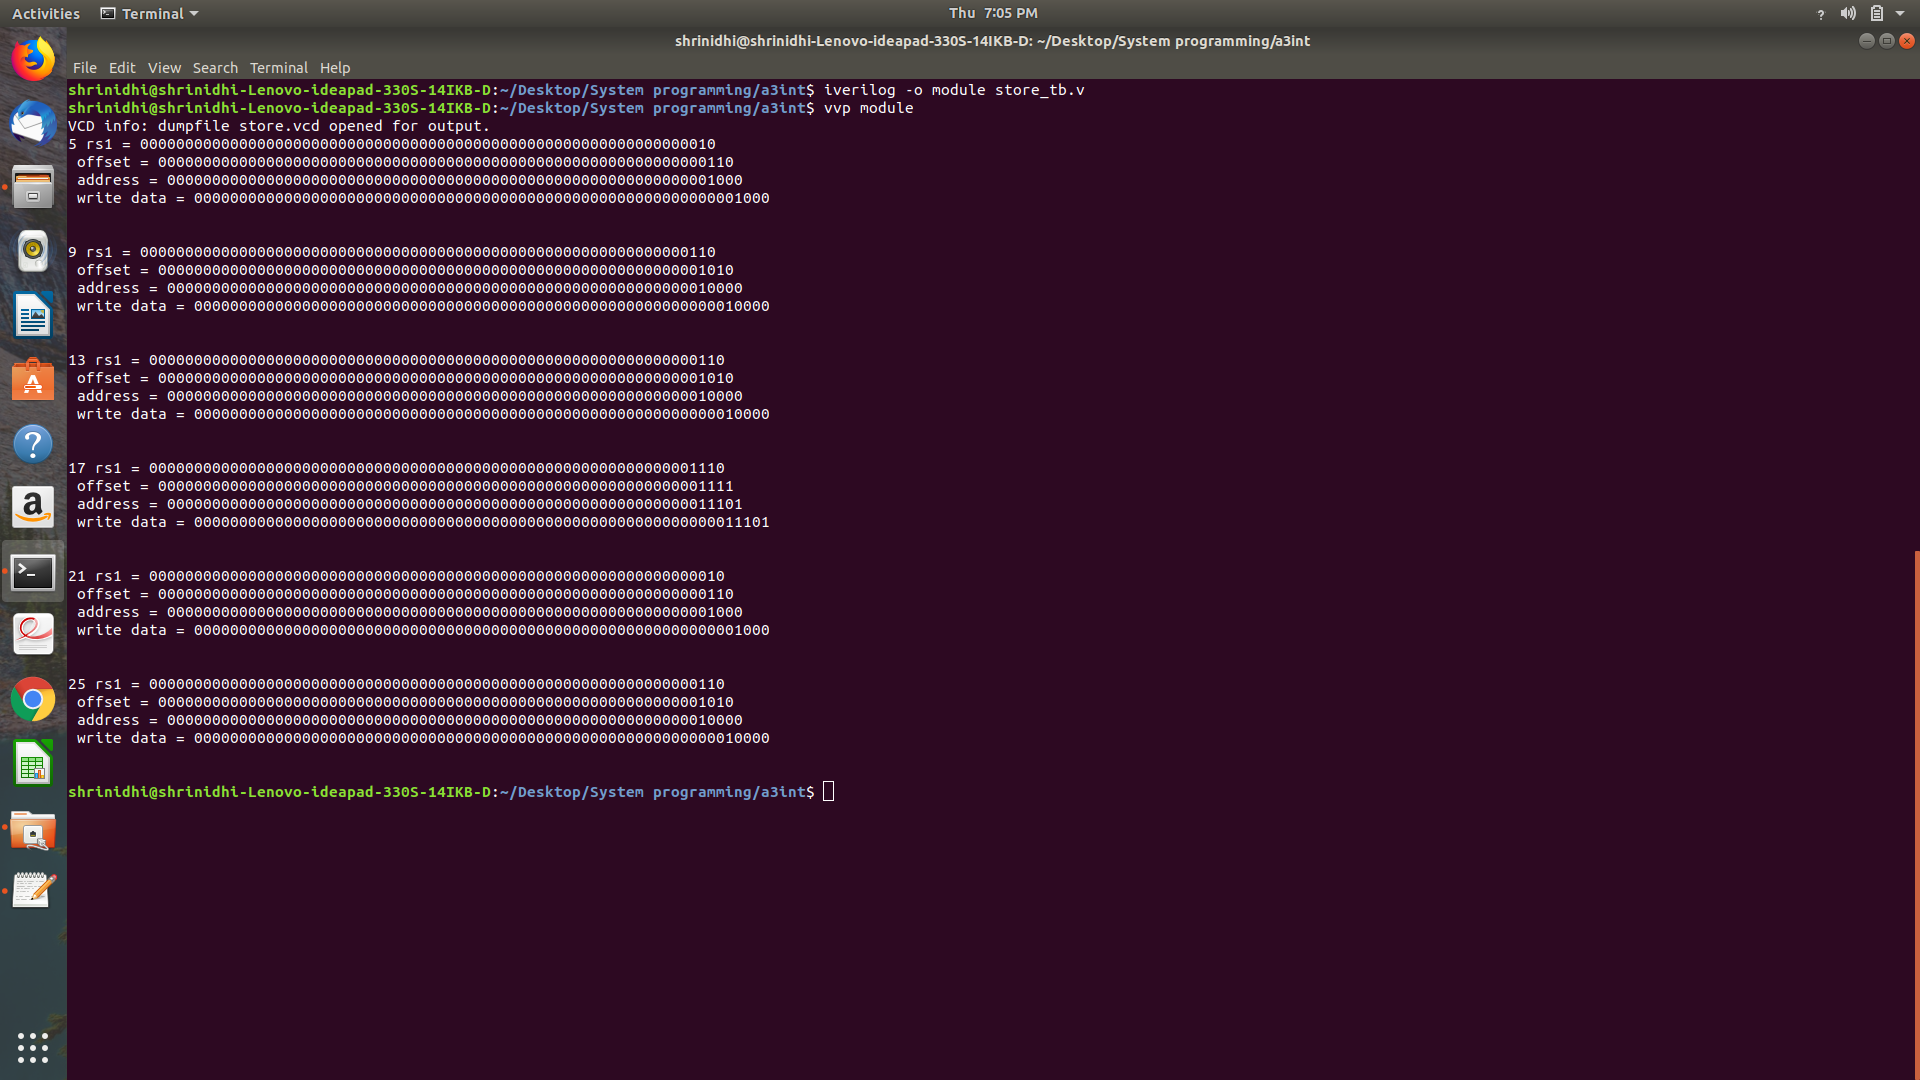 Activities Terminal Thu 7:05 PM
shrinidhi@shrinidhi-Lenovo-ideapad-330S-14IKB-D: ~/Desktop/System programming/a3int
File Edit View Search Terminal Help
shrinidhi@shrinidhi-Lenovo-ideapad-330S-14IKB-D:~/Desktop/System programming/a3int$ iverilog -o module store_tb.v
shrinidhi@shrinidhi-Lenovo-ideapad-330S-14IKB-D:~/Desktop/System programming/a3int$ vvp module
VCD info: dumpfile store.vcd opened for output.
5 rs1 = 0000000000000000000000000000000000000000000000000000000000000010
offset = 0000000000000000000000000000000000000000000000000000000000000110
address = 0000000000000000000000000000000000000000000000000000000000001000
write data = 0000000000000000000000000000000000000000000000000000000000001000
9 rs1 = 0000000000000000000000000000000000000000000000000000000000000110
offset = 0000000000000000000000000000000000000000000000000000000000001010
address = 0000000000000000000000000000000000000000000000000000000000010000
write data = 0000000000000000000000000000000000000000000000000000000000010000
13 rs1 = 0000000000000000000000000000000000000000000000000000000000000110
offset = 0000000000000000000000000000000000000000000000000000000000001010
address = 0000000000000000000000000000000000000000000000000000000000010000
write data = 0000000000000000000000000000000000000000000000000000000000010000
17 rs1 = 0000000000000000000000000000000000000000000000000000000000001110
offset = 0000000000000000000000000000000000000000000000000000000000001111
address = 0000000000000000000000000000000000000000000000000000000000011101
write data = 0000000000000000000000000000000000000000000000000000000000011101
21 rs1 = 0000000000000000000000000000000000000000000000000000000000000010
offset = 0000000000000000000000000000000000000000000000000000000000000110
address = 0000000000000000000000000000000000000000000000000000000000001000
write data = 0000000000000000000000000000000000000000000000000000000000001000
25 rs1 = 0000000000000000000000000000000000000000000000000000000000000110
offset = 0000000000000000000000000000000000000000000000000000000000001010
address = 0000000000000000000000000000000000000000000000000000000000010000
write data = 0000000000000000000000000000000000000000000000000000000000010000
shrinidhi@shrinidhi-Lenovo-ideapad-330S-14IKB-D:~/Desktop/System programming/a3int$